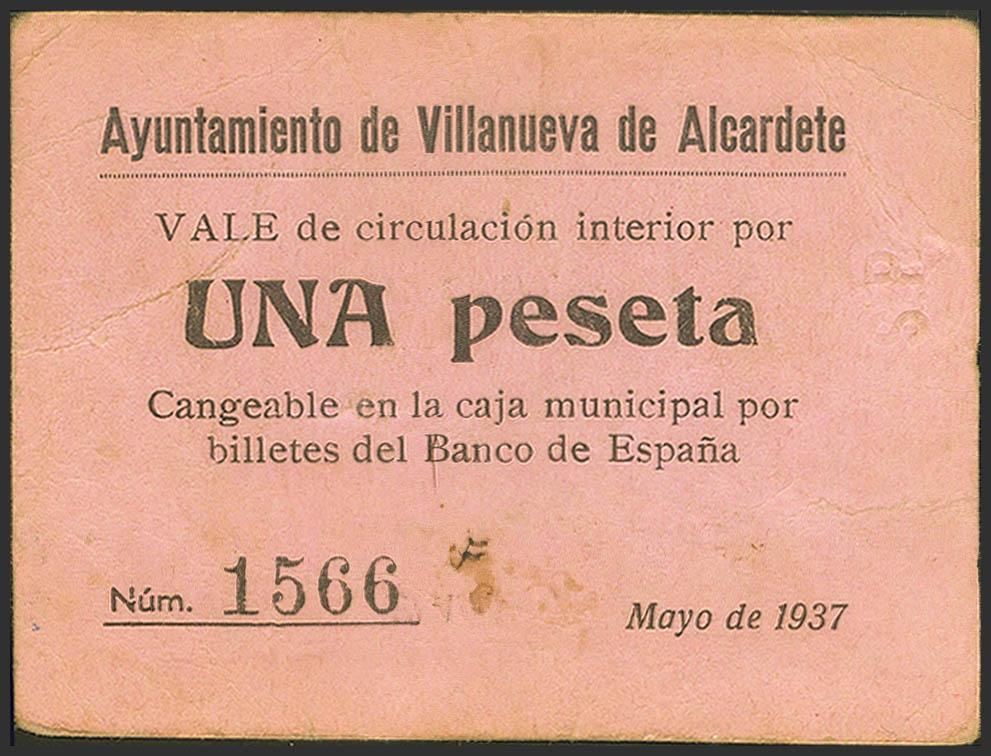 Ayuntamiento de Villanueva de Alcardete
VALE de circulación interior por
UNA peseta
Cangeable en la caja municipal por
billetes del Banco de España
Núm. 1566
Mayo de 1937